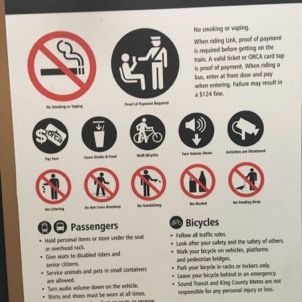 No smoking or vaping.
When riding Link, proof of payment
is required before getting on the
train. A valid ticket or ORCA card tap
is proof of payment. When riding a
bus, enter at front door and pay
when entering. Failure may result in
a $124 fine.
No Smoking or Vaping
Proof of Payment Required
Pay Fare
Cover Drinks & Food
Walk Bicycles
Turn Volume Down
Activities are Monitored
No Littering
Do Not Cross Roadway
No Vandalizing
No Alcohol
No Feeding Birds
Passengers
• Hold personal items or store under the seat
or overhead rack.
• Give seats to disabled riders and
senior citizens.
• Service animals and pets in small containers
are allowed.
• Turn audio volume down on the vehicle.
• Shirts and shoes must be worn at all times.
Bicycles
• Follow all traffic rules.
• Look after your safety and the safety of others.
• Walk your bicycle on vehicles, platforms
and pedestrian bridges.
• Park your bicycle in racks or lockers only.
• Leave your bicycle behind in an emergency.
• Sound Transit and King County Metro are not
responsible for any personal injury or loss.